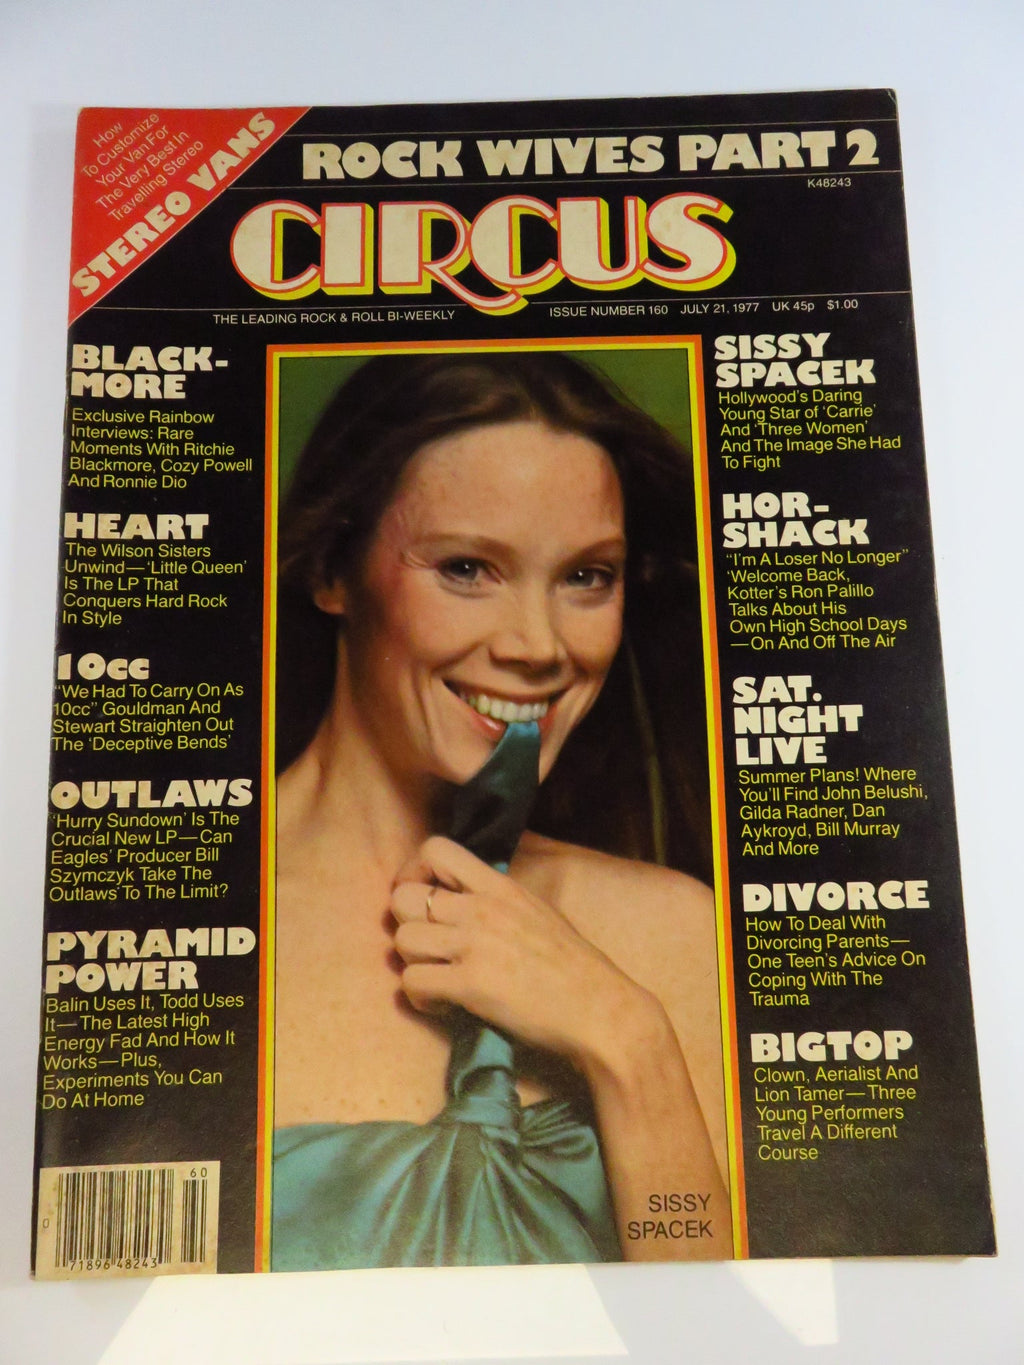 How
To Customize
Your Van For
The Very Best In
Travelling Stereo
STEREO VANS
ROCK WIVES PART 2
K48243
CIRCUS
THE LEADING ROCK & ROLL BI-WEEKLY
ISSUE NUMBER 160 JULY 21, 1977 UK 45p $1.00
BLACK-
MORE
Exclusive Rainbow
Interviews: Rare
Moments With Ritchie
Blackmore, Cozy Powell
And Ronnie Dio
HEART
The Wilson Sisters
Unwind—'Little Queen'
Is The LP That
Conquers Hard Rock
In Style
10cc
"We Had To Carry On As
10cc" Gouldman And
Stewart Straighten Out
The 'Deceptive Bends'
OUTLAWS
'Hurry Sundown' Is The
Crucial New LP—Can
Eagles' Producer Bill
Szymczyk Take The
Outlaws To The Limit?
PYRAMID
POWER
Balin Uses It, Todd Uses
It—The Latest High
Energy Fad And How It
Works—Plus,
Experiments You Can
Do At Home
SISSY
SPACEK
Hollywood's Daring
Young Star of 'Carrie'
And 'Three Women'
And The Image She Had
To Fight
HOR-
SHACK
"I'm A Loser No Longer"
'Welcome Back,
Kotter's Ron Palillo
Talks About His
Own High School Days
—On And Off The Air
SAT.
NIGHT
LIVE
Summer Plans! Where
You'll Find John Belushi,
Gilda Radner, Dan
Aykroyd, Bill Murray
And More
DIVORCE
How To Deal With
Divorcing Parents—
One Teen's Advice On
Coping With The
Trauma
BIGTOP
Clown, Aerialist And
Lion Tamer—Three
Young Performers
Travel A Different
Course
SISSY
SPACEK
60
0
71896 48243